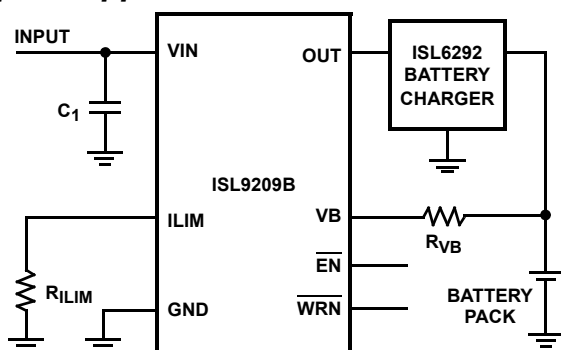 INPUT
VIN
OUT
ISL6292
BATTERY
CHARGER
C1
ISL9209B
ILIM
VB
RVB
EN
RILIM
GND
WRN
BATTERY
PACK